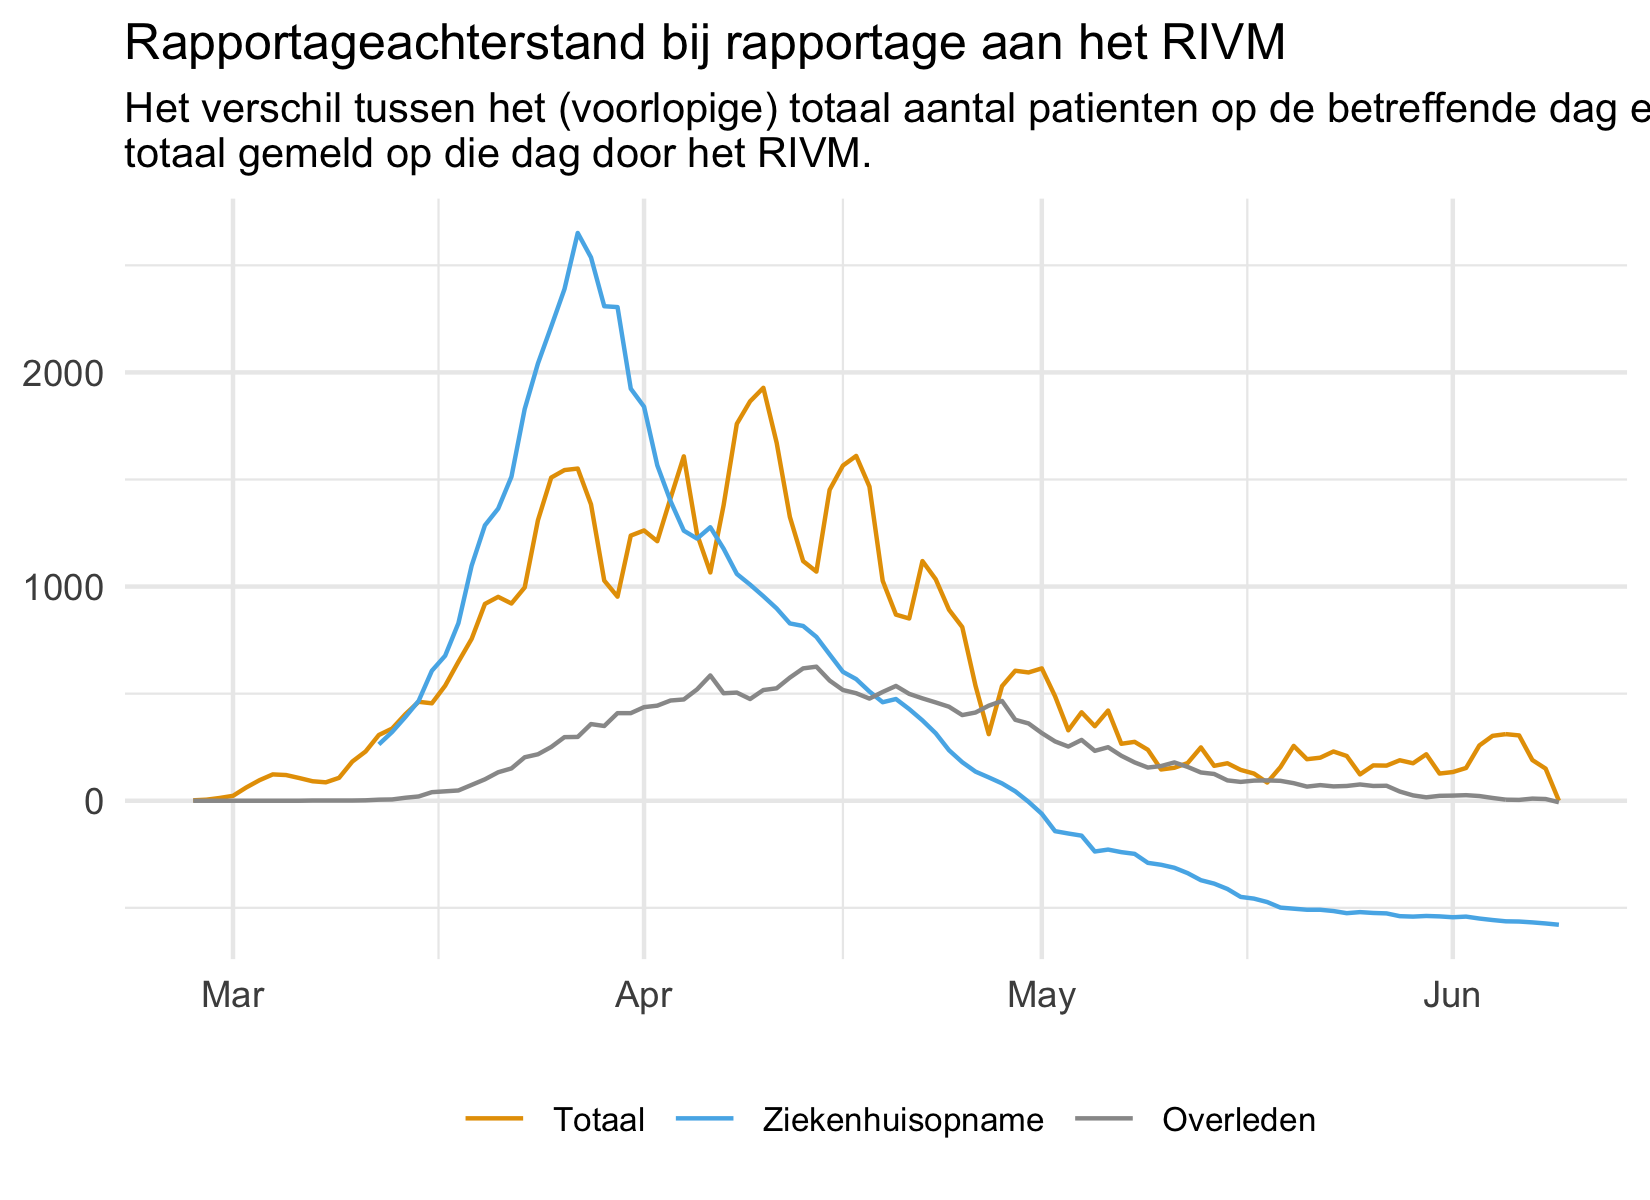 Rapportageachterstand bij rapportage aan het RIVM
Het verschil tussen het (voorlopige) totaal aantal patienten op de betreffende dag e
totaal gemeld op die dag door het RIVM.
2000
1000
0
Mar Apr May Jun
Totaal Ziekenhuisopname Overleden